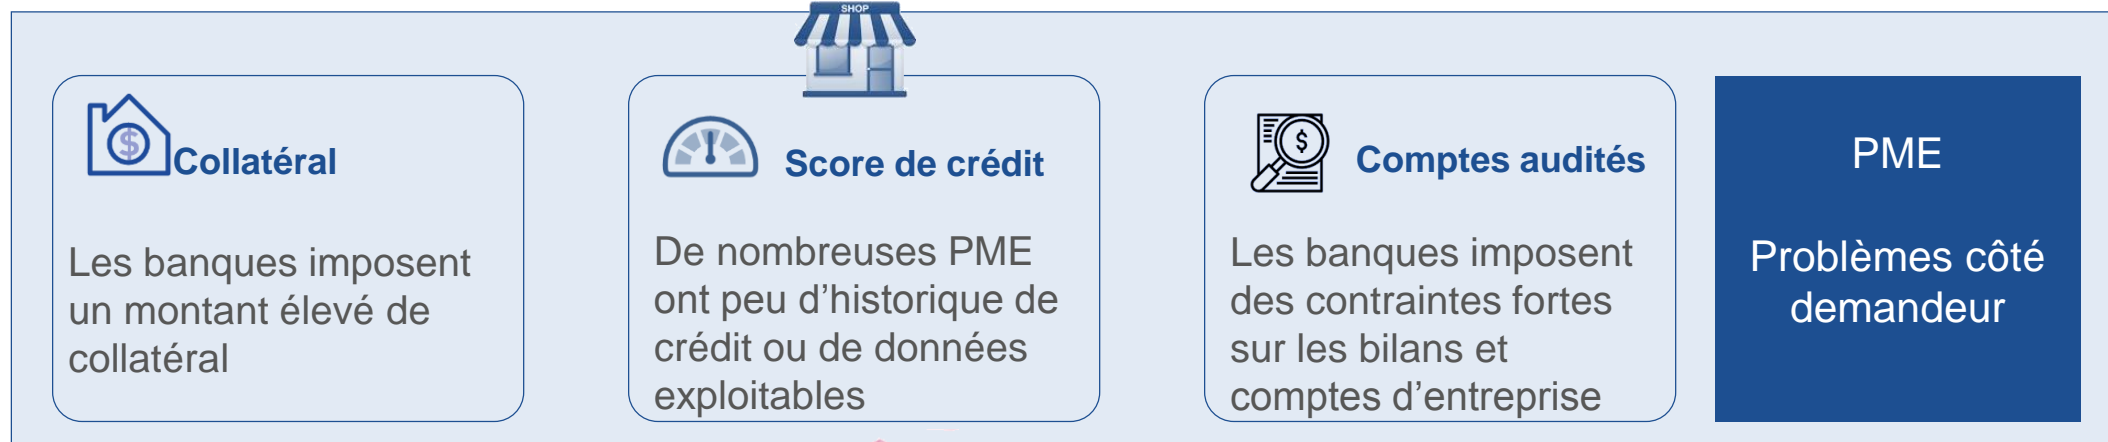 SHOP
Collatéral
Les banques imposent
un montant élevé de
collatéral
Score de crédit
De nombreuses PME
ont peu d’historique de
crédit ou de données
exploitables
Comptes audités
Les banques imposent
des contraintes fortes
sur les bilans et
comptes d’entreprise
PME
Problèmes côté
demandeur